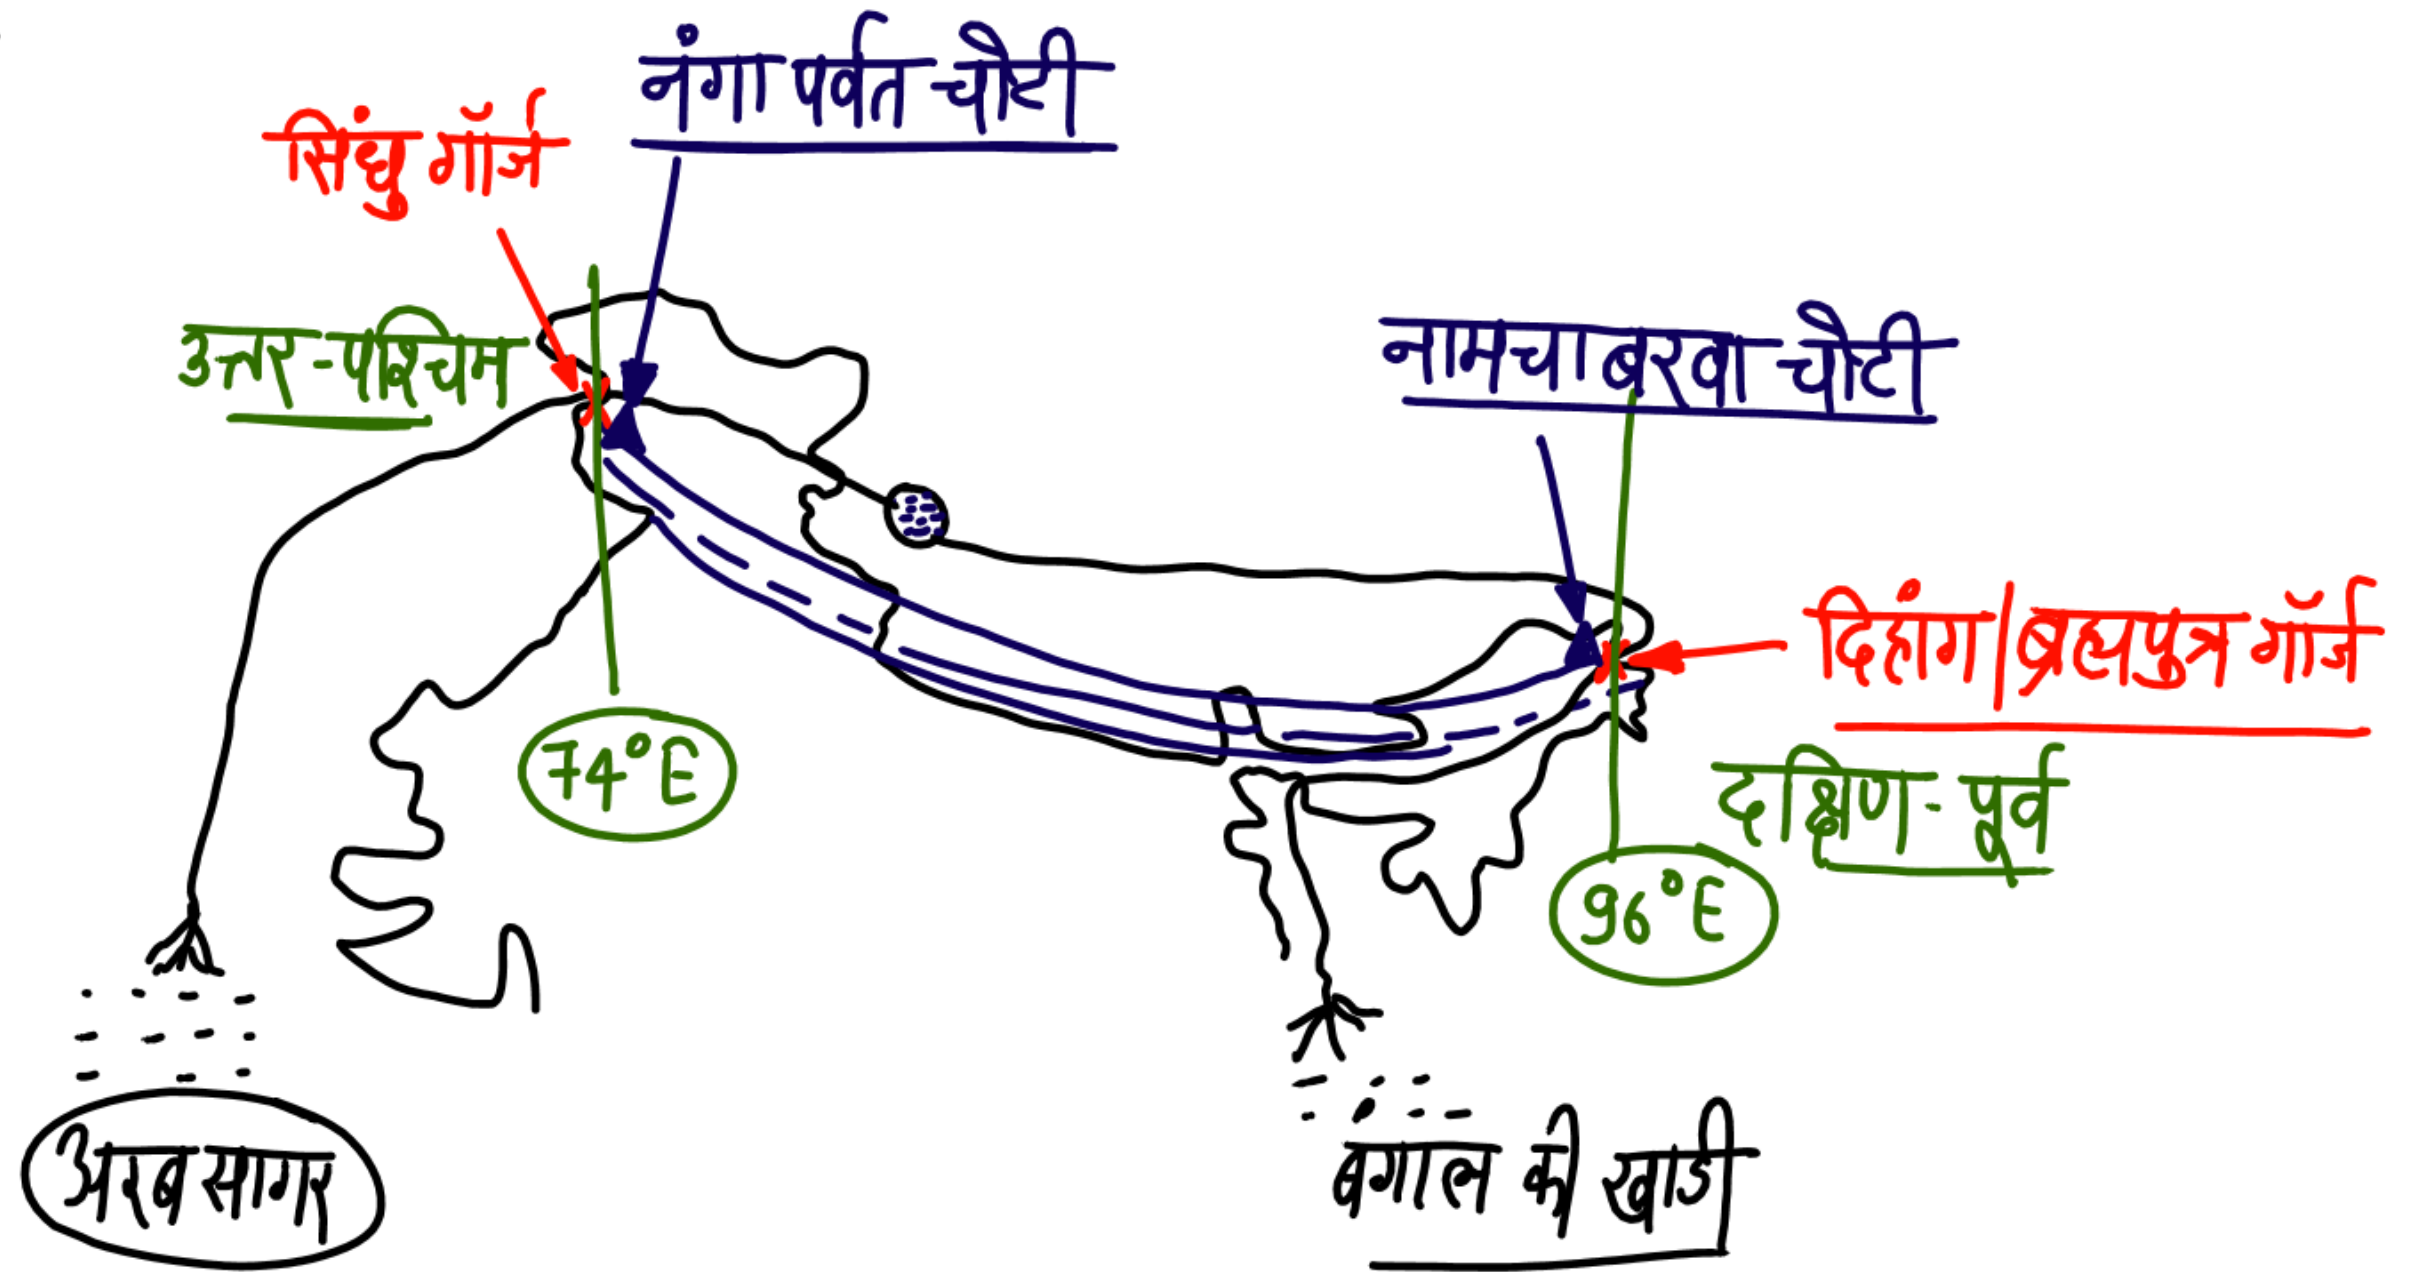 नंगा पर्वत चोटी
सिंधु गॉर्ज
उत्तर-पश्चिम
नामचा बरवा चोटी
दिहांग/ब्रह्मपुत्र गॉर्ज
74°E
दक्षिण-पूर्व
96°E
अरब सागर
बंगाल की खाडी